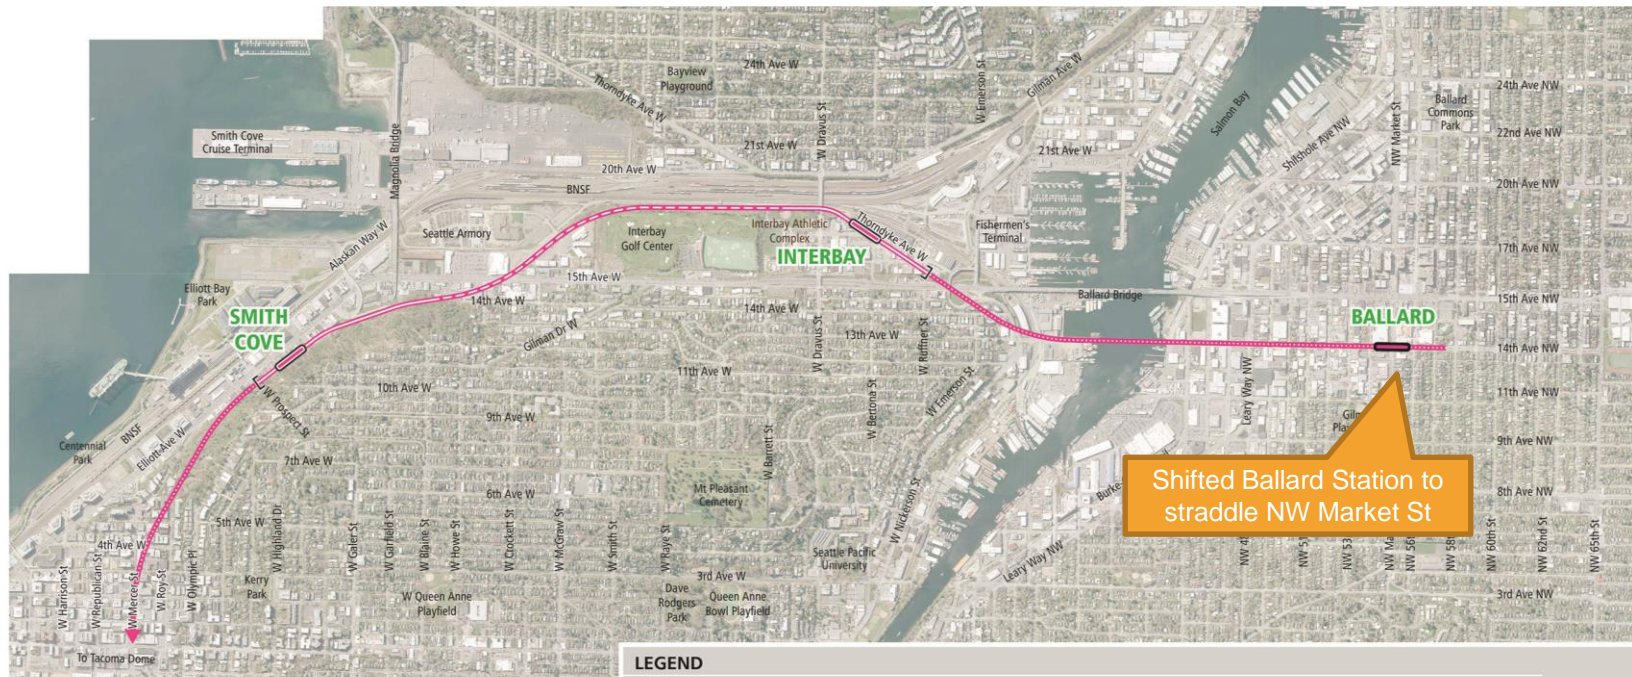 24th Ave W
Bayview
Playground
Thorndyke Ave W
W Emerson St
Gilman Ave W
24th Ave NW
Salmon Bay
NW Market St
Ballard
Commons
Park
22nd Ave NW
Smith Cove
Cruise Terminal
Magnolia Bridge
21st Ave W
W Dravus St
21st Ave W
Shilshole Ave NW
20th Ave W
BNSF
20th Ave NW
Alaskan Way W
Seattle Armory
Interbay
Golf Center
Interbay Athletic
Complex
Thorndyke Ave W
Fishermen's
Terminal
INTERBAY
17th Ave NW
15th Ave W
Elliott Bay
Park
14th Ave W
14th Ave W
Ballard Bridge
15th Ave NW
SMITH
COVE
Gilman Dr W
W Dravus St
13th Ave W
W Ruffner St
BALLARD
14th Ave NW
10th Ave W
11th Ave W
W Emerson St
Leary Way NW
11th Ave NW
W Prospect St
9th Ave W
W Bertona St
Centennial
Park
BNSF
Elliott Ave W
7th Ave W
W Barrett St
9th Ave NW
Shifted Ballard Station to
straddle NW Market St
6th Ave W
Mt Pleasant
Cemetery
W Nickerson St
8th Ave NW
5th Ave W
W Highland Dr
W Galer St
W Garfield St
W Blaine St
W Howe St
W Crockett St
W McGraw St
W Smith St
W Raye St
4th Ave W
Seattle Pacific
University
Leary Way NW
NW 56th St
NW 58th St
NW 60th St
NW 62nd St
NW 65th St
W Harrison St
W Republican St
W Mercer St
W Roy St
W Olympic Pl
Kerry
Park
W Queen Anne
Playfield
3rd Ave W
Dave
Rodgers
Park
Queen Anne
Bowl Playfield
3rd Ave NW
To Tacoma Dome
LEGEND